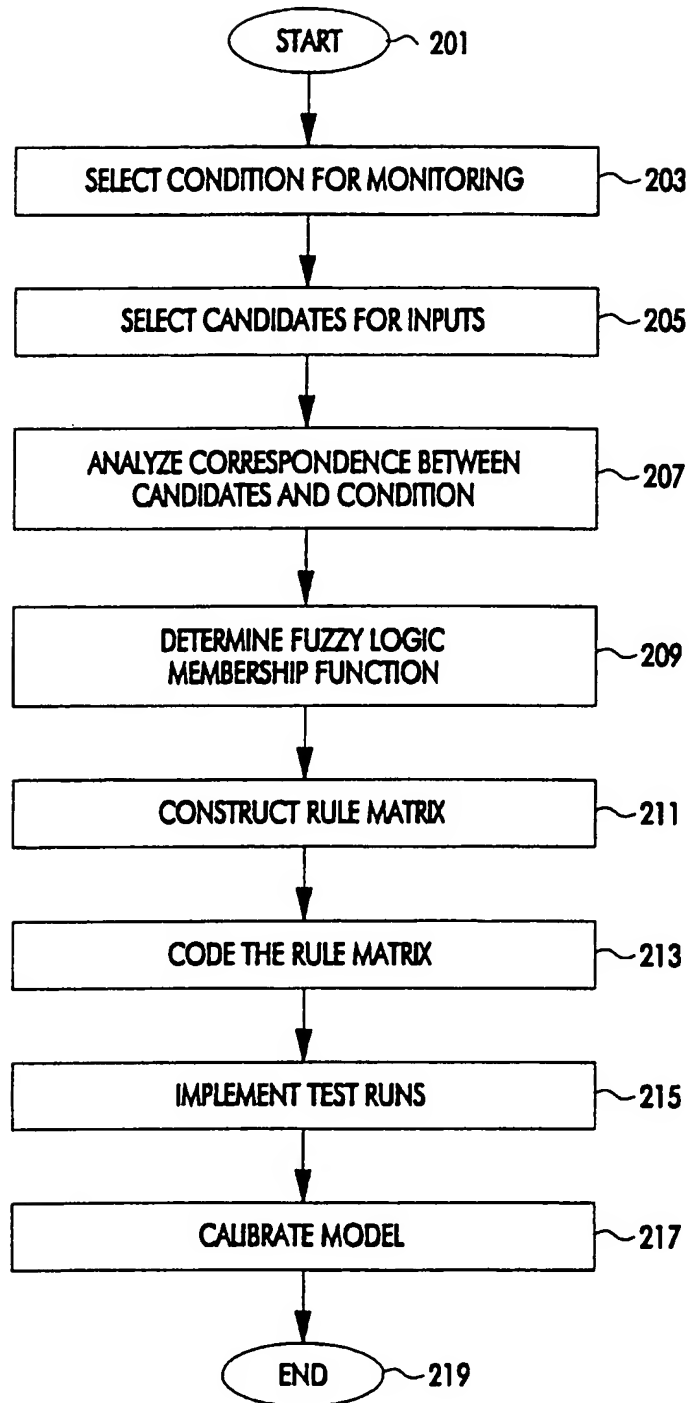 START 201
SELECT CONDITION FOR MONITORING 203
SELECT CANDIDATES FOR INPUTS 205
ANALYZE CORRESPONDENCE BETWEEN
CANDIDATES AND CONDITION 207
DETERMINE FUZZY LOGIC
MEMBERSHIP FUNCTION 209
CONSTRUCT RULE MATRIX 211
CODE THE RULE MATRIX 213
IMPLEMENT TEST RUNS 215
CALIBRATE MODEL 217
END 219